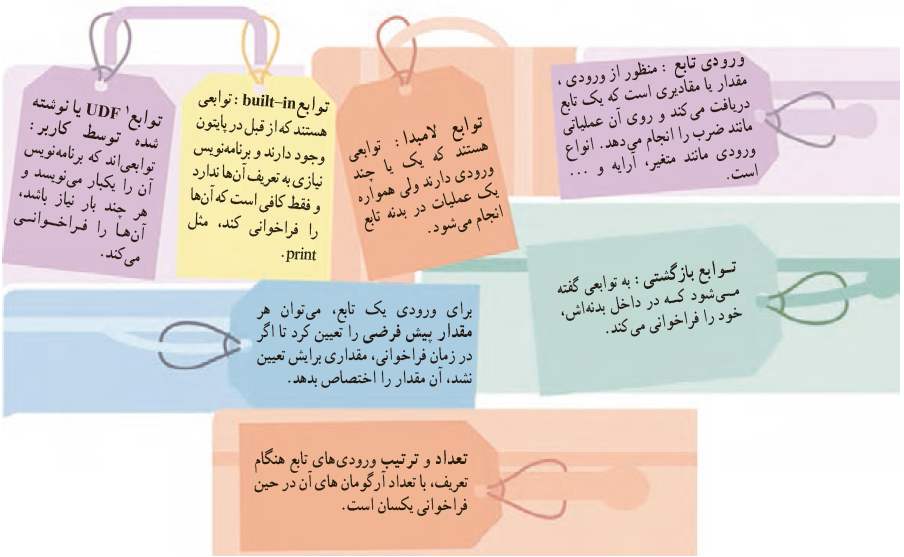 ورودی تابع : منظور از ورودی ،
مقدار یا مقادیری است که یک تابع
دریافت می‌کند و روی آن عملیاتی
مانند ضرب را انجام می‌دهد. انواع
ورودی مانند متغیر، آرایه و ...
است.
توابع لامبدا : توابعی
هستند که یک یا چند
ورودی دارند ولی همواره
یک عملیات در بدنه تابع
انجام می‌شود.
توابع built-in : توابعی
هستند که از قبل در پایتون
وجود دارند و برنامه‌نویس
نیازی به تعریف آن‌ها ندارد
و فقط کافی است که آن‌ها
را فراخوانی کند، مثل
print.
توابع UDF۱ یا نوشته
شده توسط کاربر :
توابعی‌اند که برنامه‌نویس
آن را یکبار می‌نویسد و
هر چند بار نیاز باشد،
آن‌ها را فراخوانی
می‌کند.
توابع بازگشتی : به توابعی گفته
می‌شود که در داخل بدنه‌اش،
خود را فراخوانی می‌کند.
برای ورودی یک تابع، می‌توان هر
مقدار پیش فرضی را تعیین کرد تا اگر
در زمان فراخوانی، مقداری برایش تعیین
نشد، آن مقدار را اختصاص بدهد.
تعداد و ترتیب ورودی‌های تابع هنگام
تعریف، با تعداد آرگومان های آن در حین
فراخوانی یکسان است.